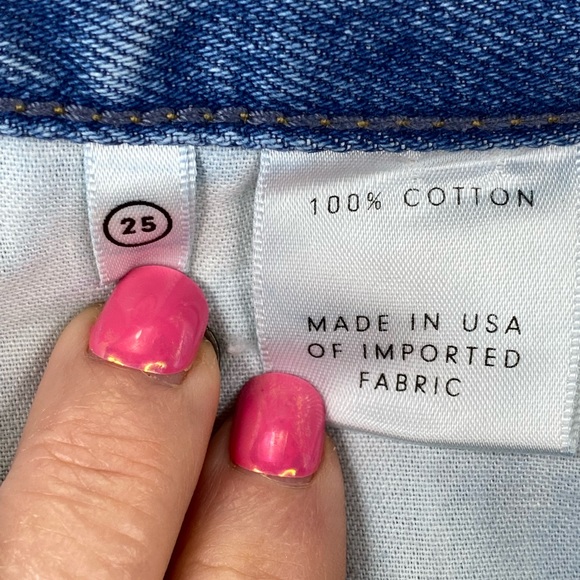 25
100% COTTON
MADE IN USA
OF IMPORTED
FABRIC